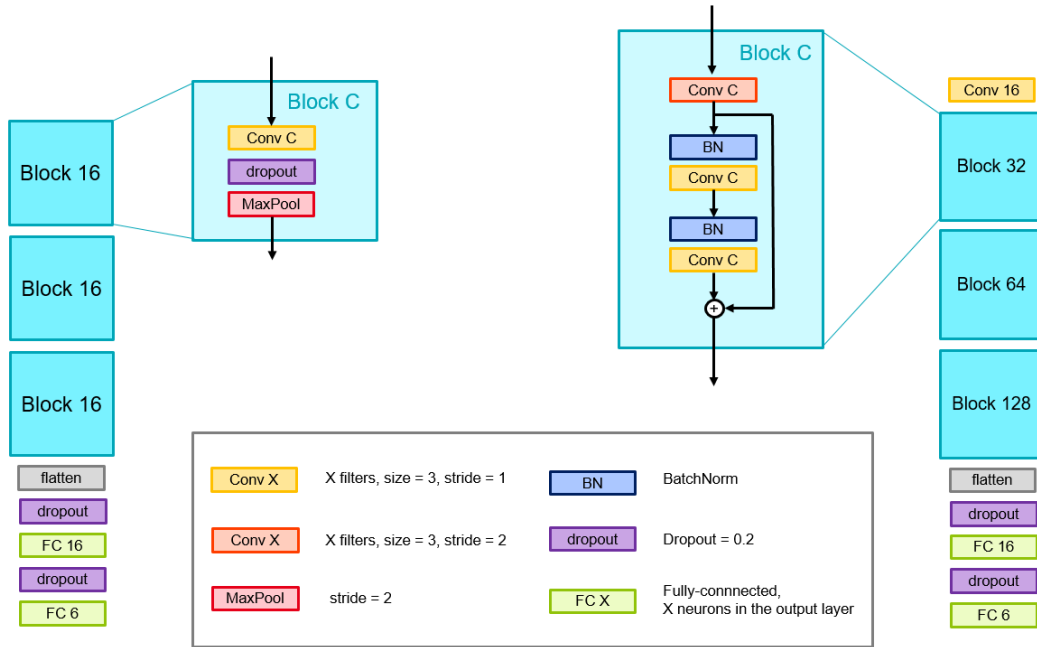 Block 16
Block 16
Block 16
flatten
dropout
FC 16
dropout
FC 6
Block C
Conv C
dropout
MaxPool
Block C
Conv C
BN
Conv C
BN
Conv C
+
Conv 16
Block 32
Block 64
Block 128
flatten
dropout
FC 16
dropout
FC 6
Conv X
X filters, size = 3, stride = 1
Conv X
X filters, size = 3, stride = 2
MaxPool
stride = 2
BN
BatchNorm
dropout
Dropout = 0.2
FC X
Fully-connnected,
X neurons in the output layer